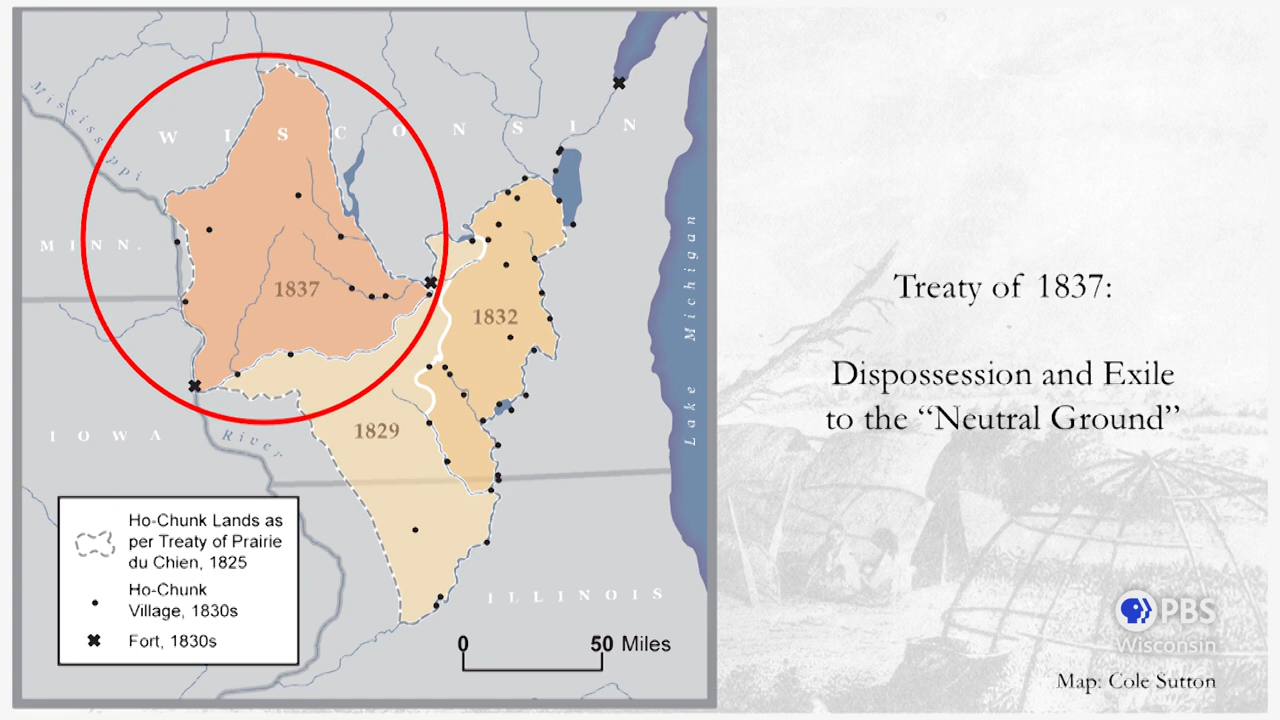 Mississippi
W I S C O N S I N
M I N N.
1837
1832
Lake Michigan
1829
I O W A
River
Ho-Chunk Lands as
per Treaty of Prairie
du Chien, 1825
Ho-Chunk
Village, 1830s
Fort, 1830s
I L L I N O I S
0 50 Miles
Treaty of 1837:
Dispossession and Exile
to the “Neutral Ground”
PBS
Wisconsin
Map: Cole Sutton